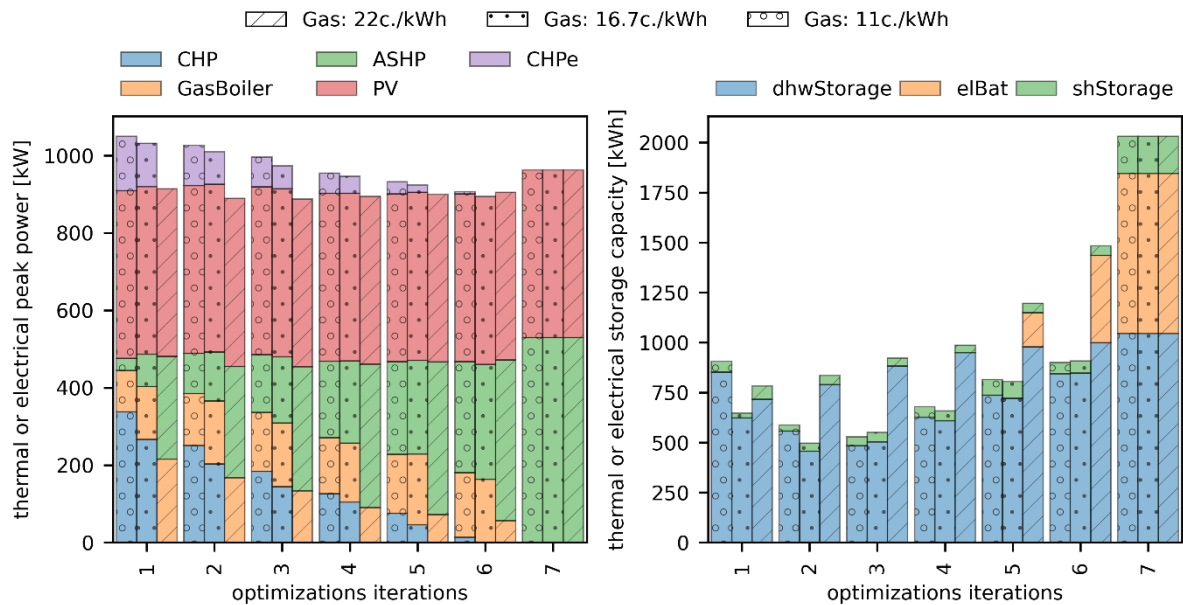 Gas: 22c./kWh Gas: 16.7c./kWh Gas: 11c./kWh
CHP ASHP CHPe
GasBoiler PV
thermal or electrical peak power [kW]
1000
800
600
400
200
0
1 2 3 4 5 6 7
optimizations iterations
dhwStorage elBat shStorage
thermal or electrical storage capacity [kWh]
2000
1750
1500
1250
1000
750
500
250
0
1 2 3 4 5 6 7
optimizations iterations